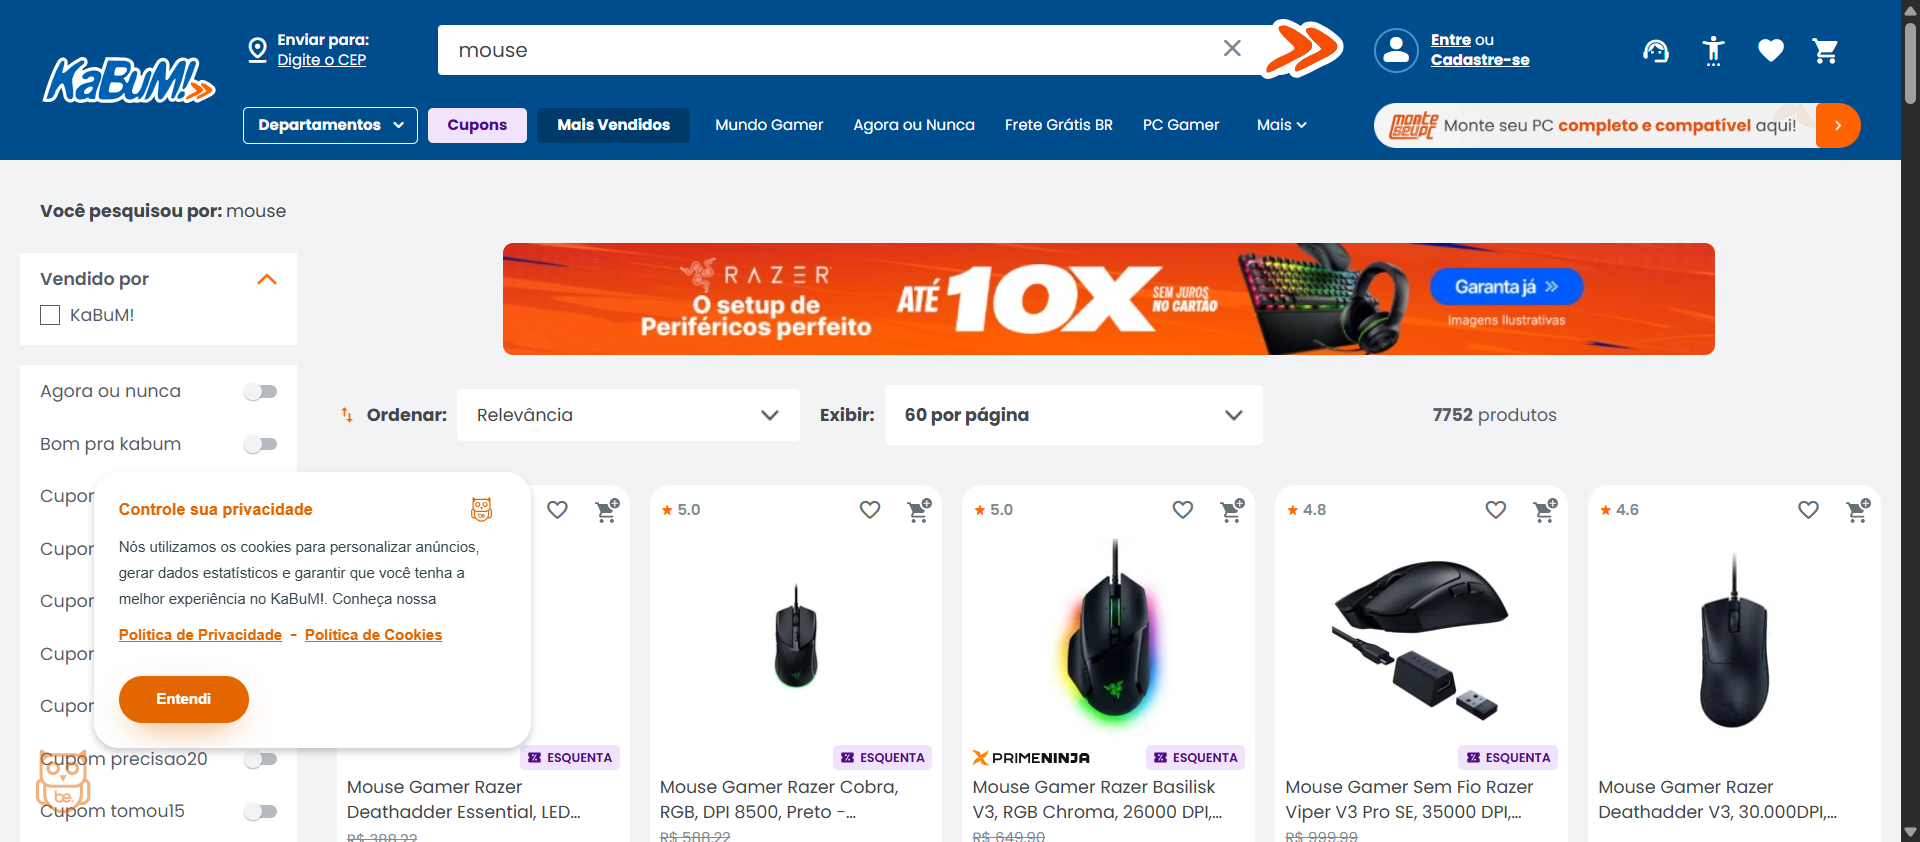 KaBuM!
Enviar para:
Digite o CEP
mouse
Entre ou
Cadastre-se
Departamentos
Cupons
Mais Vendidos
Mundo Gamer
Agora ou Nunca
Frete Grátis BR
PC Gamer
Mais
monte seu pc
Monte seu PC completo e compatível aqui!
Você pesquisou por: mouse
Vendido por
KaBuM!
RAZER
O setup de
Periféricos perfeito
ATÉ 10X SEM JUROS NO CARTÃO
Garanta já
Imagens Ilustrativas
Agora ou nunca
Bom pra kabum
Ordenar:
Relevância
Exibir:
60 por página
7752 produtos
Cupom
Cupom
Cupom
Cupom
Cupom
Cupom precisao20
Cupom tomou15
Controle sua privacidade
be.
Nós utilizamos os cookies para personalizar anúncios,
gerar dados estatísticos e garantir que você tenha a
melhor experiência no KaBuM!. Conheça nossa
Política de Privacidade - Política de Cookies
Entendi
be.
ESQUENTA
Mouse Gamer Razer
Deathadder Essential, LED...
R$ 388,22
5.0
ESQUENTA
Mouse Gamer Razer Cobra,
RGB, DPI 8500, Preto -...
R$ 588,22
5.0
PRIMENINJA
ESQUENTA
Mouse Gamer Razer Basilisk
V3, RGB Chroma, 26000 DPI,...
R$ 649,90
4.8
ESQUENTA
Mouse Gamer Sem Fio Razer
Viper V3 Pro SE, 35000 DPI,...
R$ 999,99
4.6
Mouse Gamer Razer
Deathadder V3, 30.000DPI,...